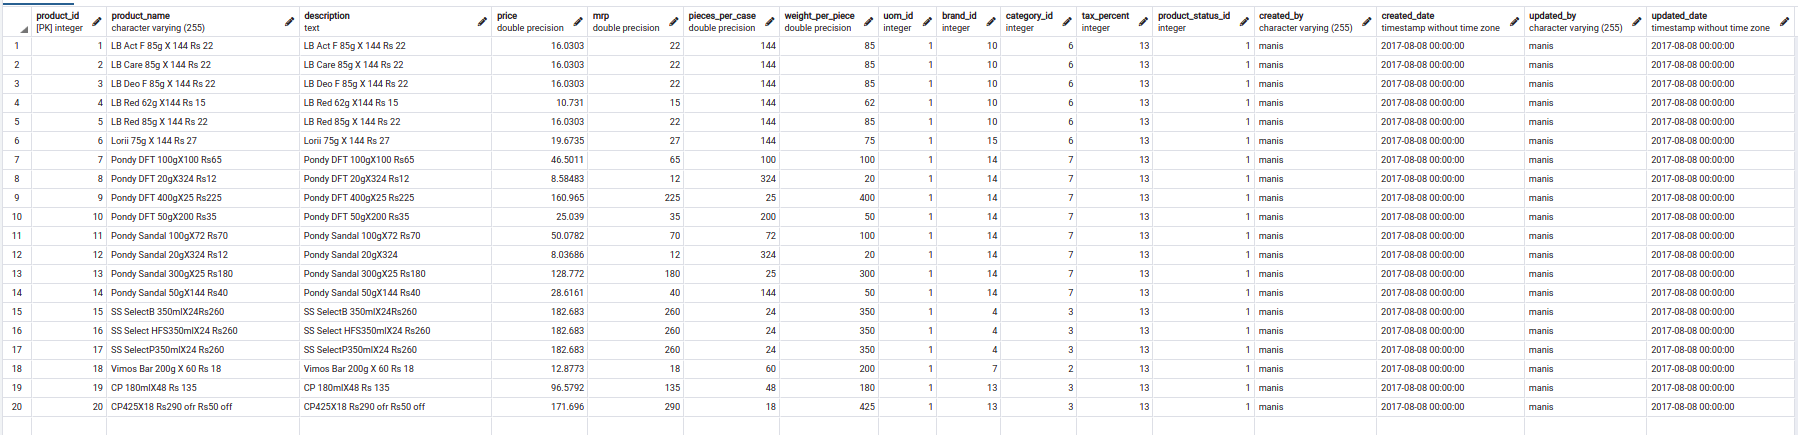 product_id product_name description price mrp pieces_per_case weight_per_piece uom_id brand_id category_id tax_percent product_status_id created_by created_date updated_by updated_date
[PK] integer character varying (255) text double precision double precision double precision double precision integer integer integer integer integer character varying (255) timestamp without time zone character varying (255) timestamp without time zone
1 1 LB Act F 85g X 144 Rs 22 LB Act F 85g X 144 Rs 22 16.0303 22 144 85 1 10 6 13 1 manis 2017-08-08 00:00:00 manis 2017-08-08 00:00:00
2 2 LB Care 85g X 144 Rs 22 LB Care 85g X 144 Rs 22 16.0303 22 144 85 1 10 6 13 1 manis 2017-08-08 00:00:00 manis 2017-08-08 00:00:00
3 3 LB Deo F 85g X 144 Rs 22 LB Deo F 85g X 144 Rs 22 16.0303 22 144 85 1 10 6 13 1 manis 2017-08-08 00:00:00 manis 2017-08-08 00:00:00
4 4 LB Red 62g X144 Rs 15 LB Red 62g X144 Rs 15 10.731 15 144 62 1 10 6 13 1 manis 2017-08-08 00:00:00 manis 2017-08-08 00:00:00
5 5 LB Red 85g X 144 Rs 22 LB Red 85g X 144 Rs 22 16.0303 22 144 85 1 10 6 13 1 manis 2017-08-08 00:00:00 manis 2017-08-08 00:00:00
6 6 Lorii 75g X 144 Rs 27 Lorii 75g X 144 Rs 27 19.6735 27 144 75 1 15 6 13 1 manis 2017-08-08 00:00:00 manis 2017-08-08 00:00:00
7 7 Pondy DFT 100gX100 Rs65 Pondy DFT 100gX100 Rs65 46.5011 65 100 100 1 14 7 13 1 manis 2017-08-08 00:00:00 manis 2017-08-08 00:00:00
8 8 Pondy DFT 20gX324 Rs12 Pondy DFT 20gX324 Rs12 8.58483 12 324 20 1 14 7 13 1 manis 2017-08-08 00:00:00 manis 2017-08-08 00:00:00
9 9 Pondy DFT 400gX25 Rs225 Pondy DFT 400gX25 Rs225 160.965 225 25 400 1 14 7 13 1 manis 2017-08-08 00:00:00 manis 2017-08-08 00:00:00
10 10 Pondy DFT 50gX200 Rs35 Pondy DFT 50gX200 Rs35 25.039 35 200 50 1 14 7 13 1 manis 2017-08-08 00:00:00 manis 2017-08-08 00:00:00
11 11 Pondy Sandal 100gX72 Rs70 Pondy Sandal 100gX72 Rs70 50.0782 70 72 100 1 14 7 13 1 manis 2017-08-08 00:00:00 manis 2017-08-08 00:00:00
12 12 Pondy Sandal 20gX324 Rs12 Pondy Sandal 20gX324 8.03686 12 324 20 1 14 7 13 1 manis 2017-08-08 00:00:00 manis 2017-08-08 00:00:00
13 13 Pondy Sandal 300gX25 Rs180 Pondy Sandal 300gX25 Rs180 128.772 180 25 300 1 14 7 13 1 manis 2017-08-08 00:00:00 manis 2017-08-08 00:00:00
14 14 Pondy Sandal 50gX144 Rs40 Pondy Sandal 50gX144 Rs40 28.6161 40 144 50 1 14 7 13 1 manis 2017-08-08 00:00:00 manis 2017-08-08 00:00:00
15 15 SS SelectB 350mlX24Rs260 SS SelectB 350mlX24Rs260 182.683 260 24 350 1 4 3 13 1 manis 2017-08-08 00:00:00 manis 2017-08-08 00:00:00
16 16 SS Select HFS350mlX24 Rs260 SS Select HFS350mlX24 Rs260 182.683 260 24 350 1 4 3 13 1 manis 2017-08-08 00:00:00 manis 2017-08-08 00:00:00
17 17 SS SelectP350mlX24 Rs260 SS SelectP350mlX24 Rs260 182.683 260 24 350 1 4 3 13 1 manis 2017-08-08 00:00:00 manis 2017-08-08 00:00:00
18 18 Vimos Bar 200g X 60 Rs 18 Vimos Bar 200g X 60 Rs 18 12.8773 18 60 200 1 7 2 13 1 manis 2017-08-08 00:00:00 manis 2017-08-08 00:00:00
19 19 CP 180mlX48 Rs 135 CP 180mlX48 Rs 135 96.5792 135 48 180 1 13 3 13 1 manis 2017-08-08 00:00:00 manis 2017-08-08 00:00:00
20 20 CP425X18 Rs290 ofr Rs50 off CP425X18 Rs290 ofr Rs50 off 171.696 290 18 425 1 13 3 13 1 manis 2017-08-08 00:00:00 manis 2017-08-08 00:00:00